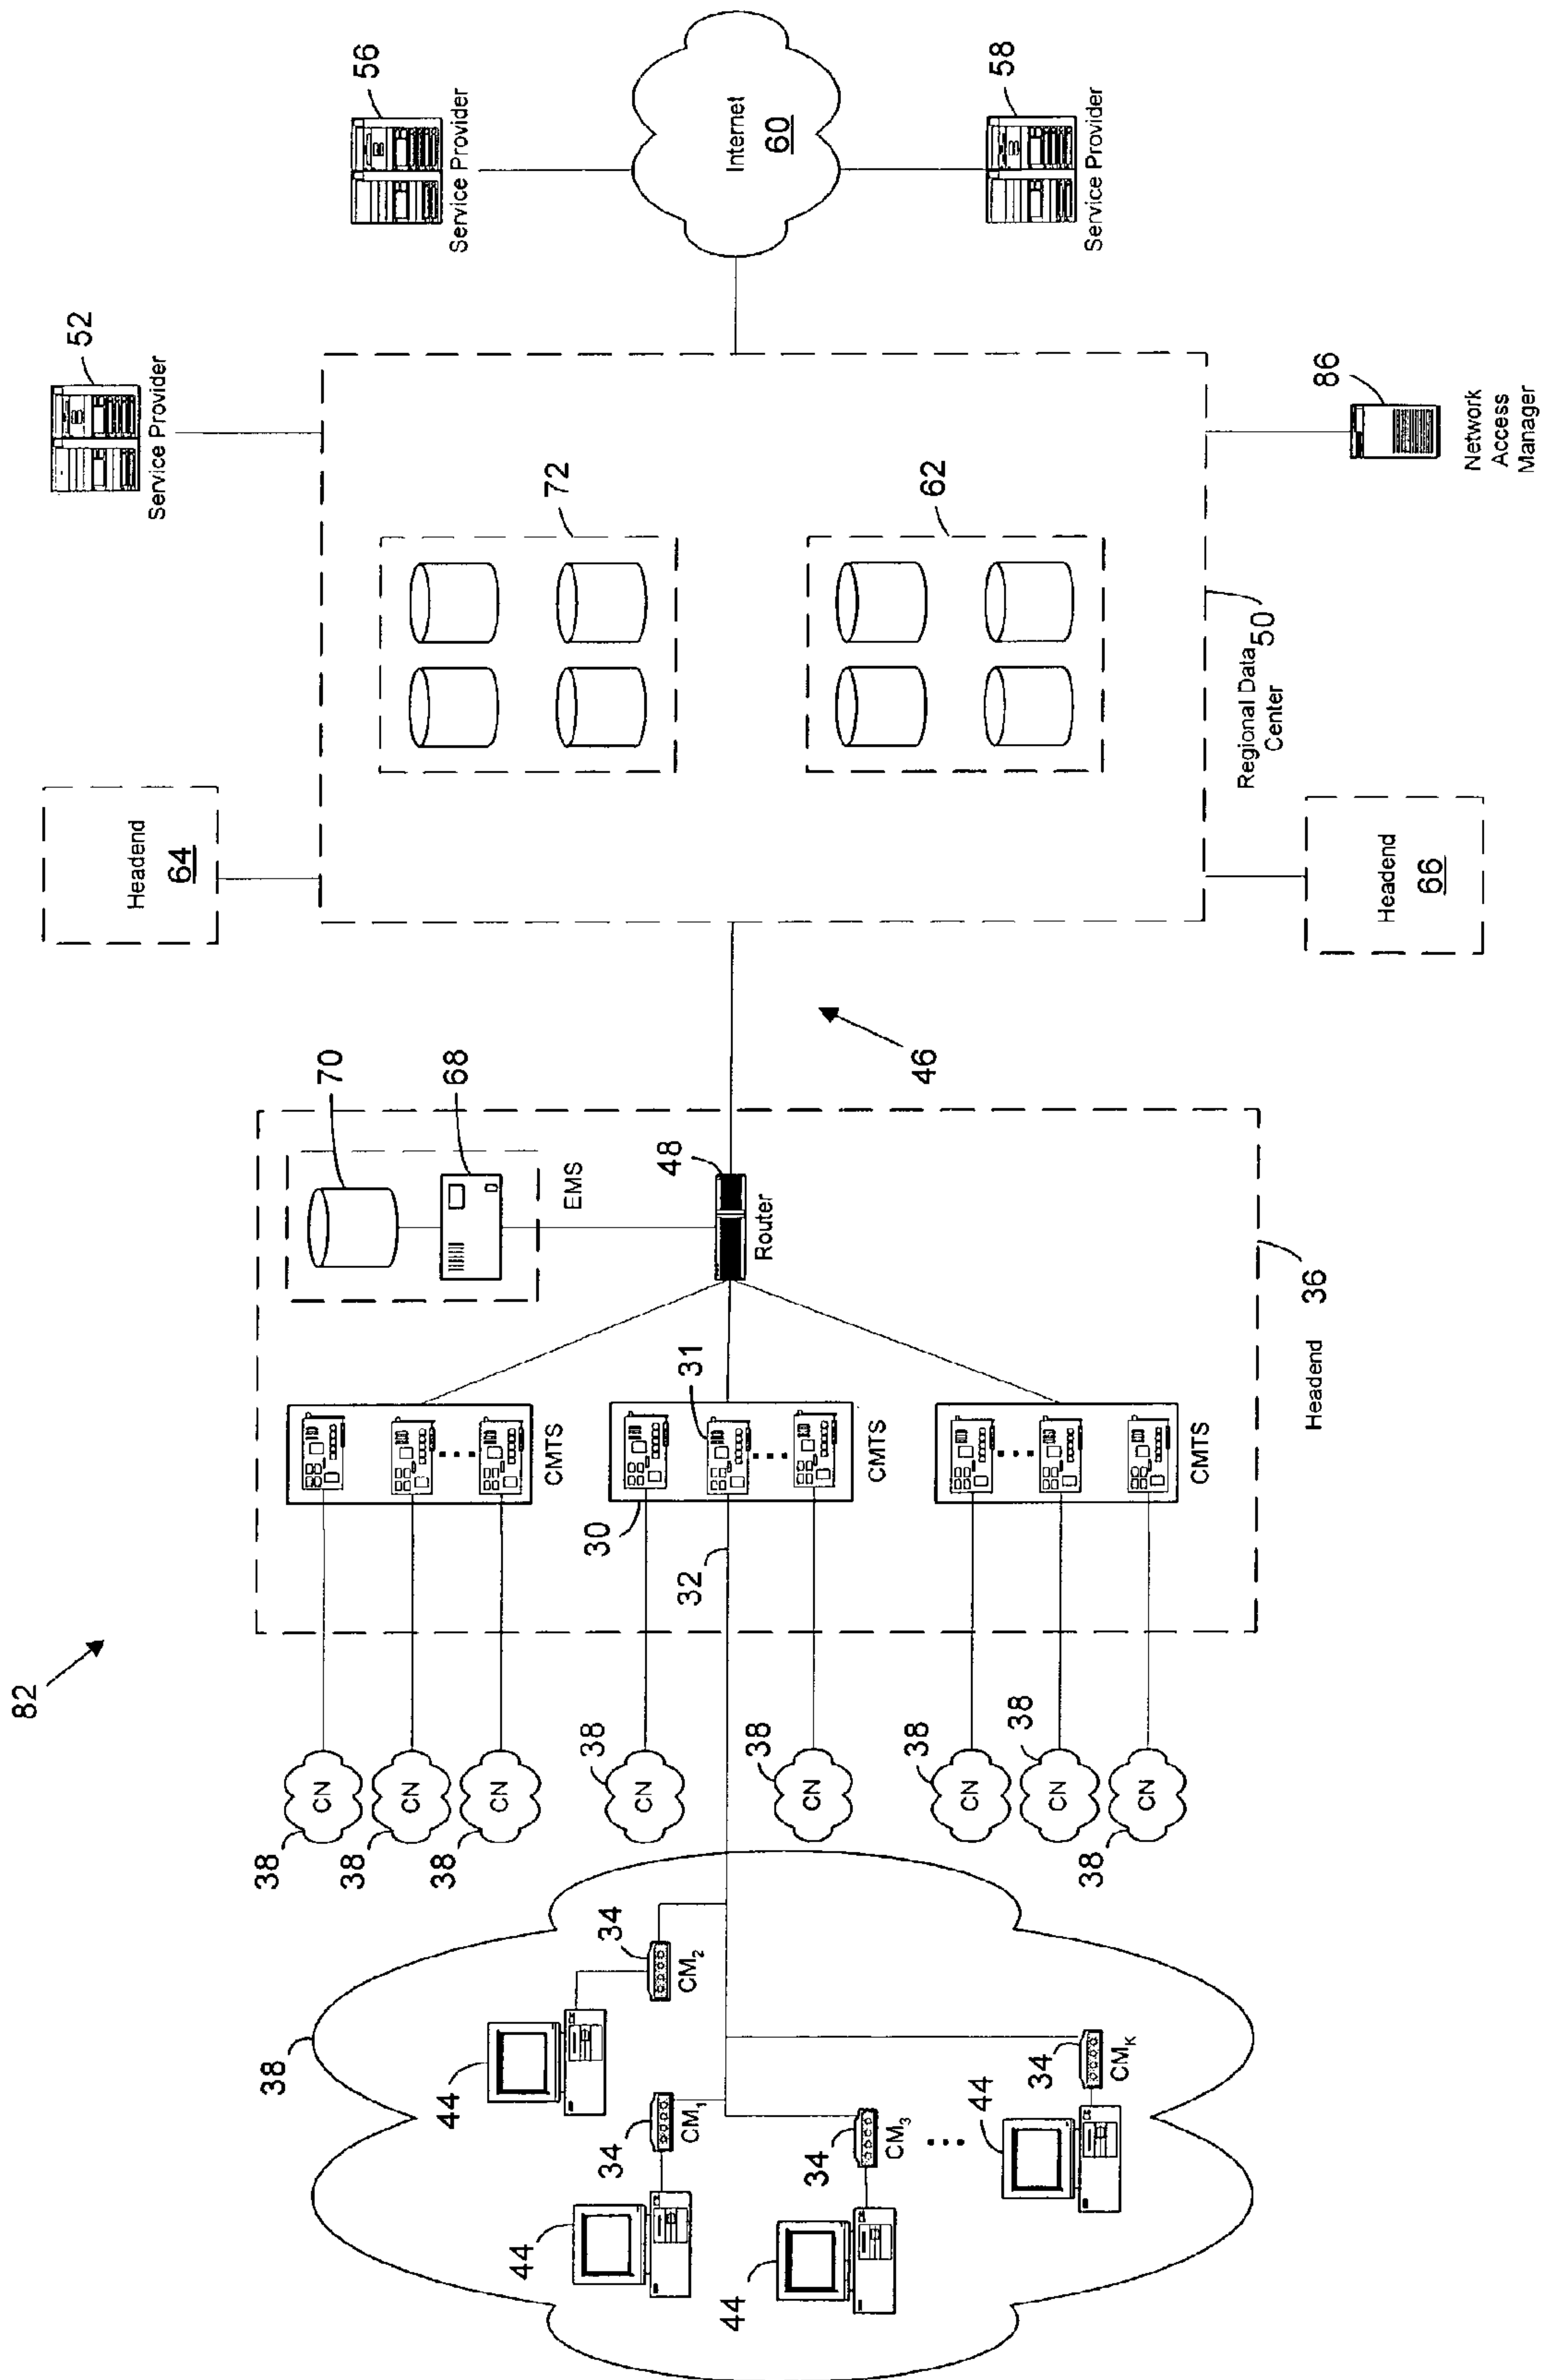 82
38
44
34
CM2
44
34
CM1
44
34
CM3
44
34
CMK
38
CN
38
CN
38
CN
38
CN
38
CN
38
CN
38
CN
38
CN
32
30
31
CMTS
CMTS
CMTS
70
68
EMS
48
Router
Headend
36
46
Headend
64
Headend
66
72
62
Regional Data
Center
50
52
Service Provider
86
Network
Access
Manager
56
Service Provider
Internet
60
58
Service Provider